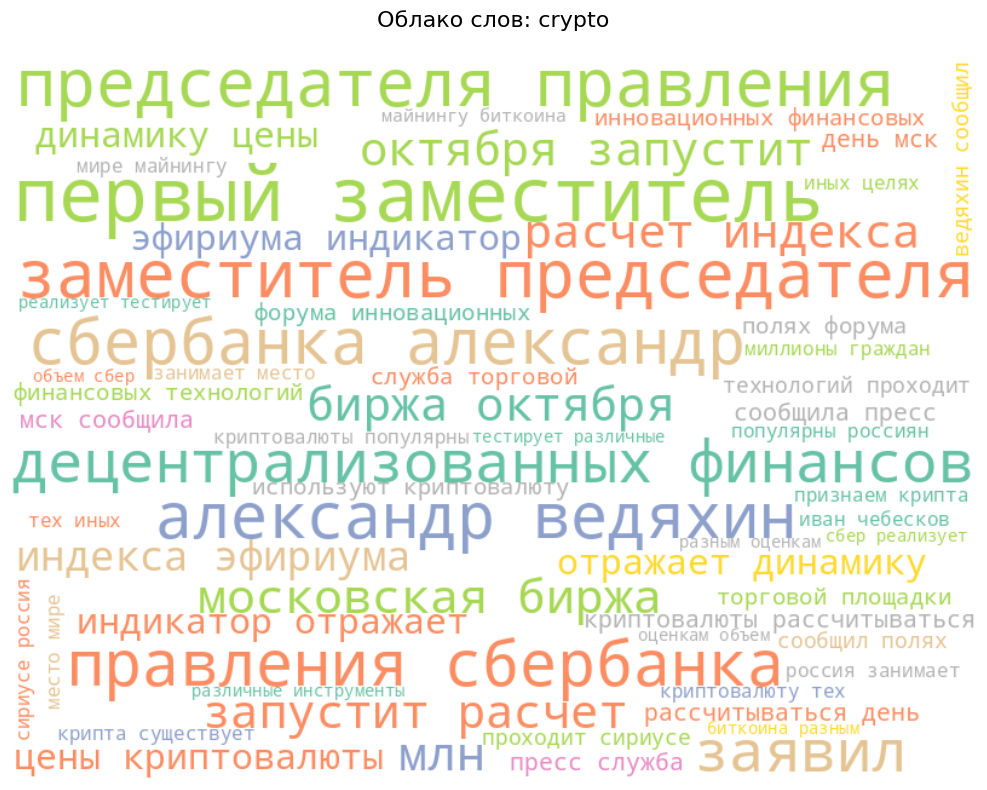 Облако слов: crypto
председателя правления
ведяхин сообщил
майнингу биткоина
инновационных финансовых
динамику цены
октября запустит
день мск
мире майнингу
первый заместитель
иных целях
эфириума индикатор
расчет индекса
заместитель председателя
реализует тестирует
форума инновационных
сбербанка александр
полях форума
миллионы граждан
объем сбер
занимает место
служба торговой
технологий проходит
финансовых технологий
биржа октября
сообщила пресс
мск сообщила
криптовалюты популярны
тестирует различные
популярны россиян
децентрализованных финансов
используют криптовалюту
признаем крипта
александр ведяхин
тех иных
иван чебесков
сбер реализует
разным оценкам
индекса эфириума
отражает динамику
сириусе россия
место мире
московская биржа
торговой площадки
индикатор отражает
криптовалюты рассчитываться
оценкам объем
сообщил полях
правления сбербанка
россия занимает
различные инструменты
криптовалюту тех
запустит расчет
рассчитываться день
биткоина разным
крипта существует
проходит сириусе
цены криптовалюты
млн
пресс служба
заявил